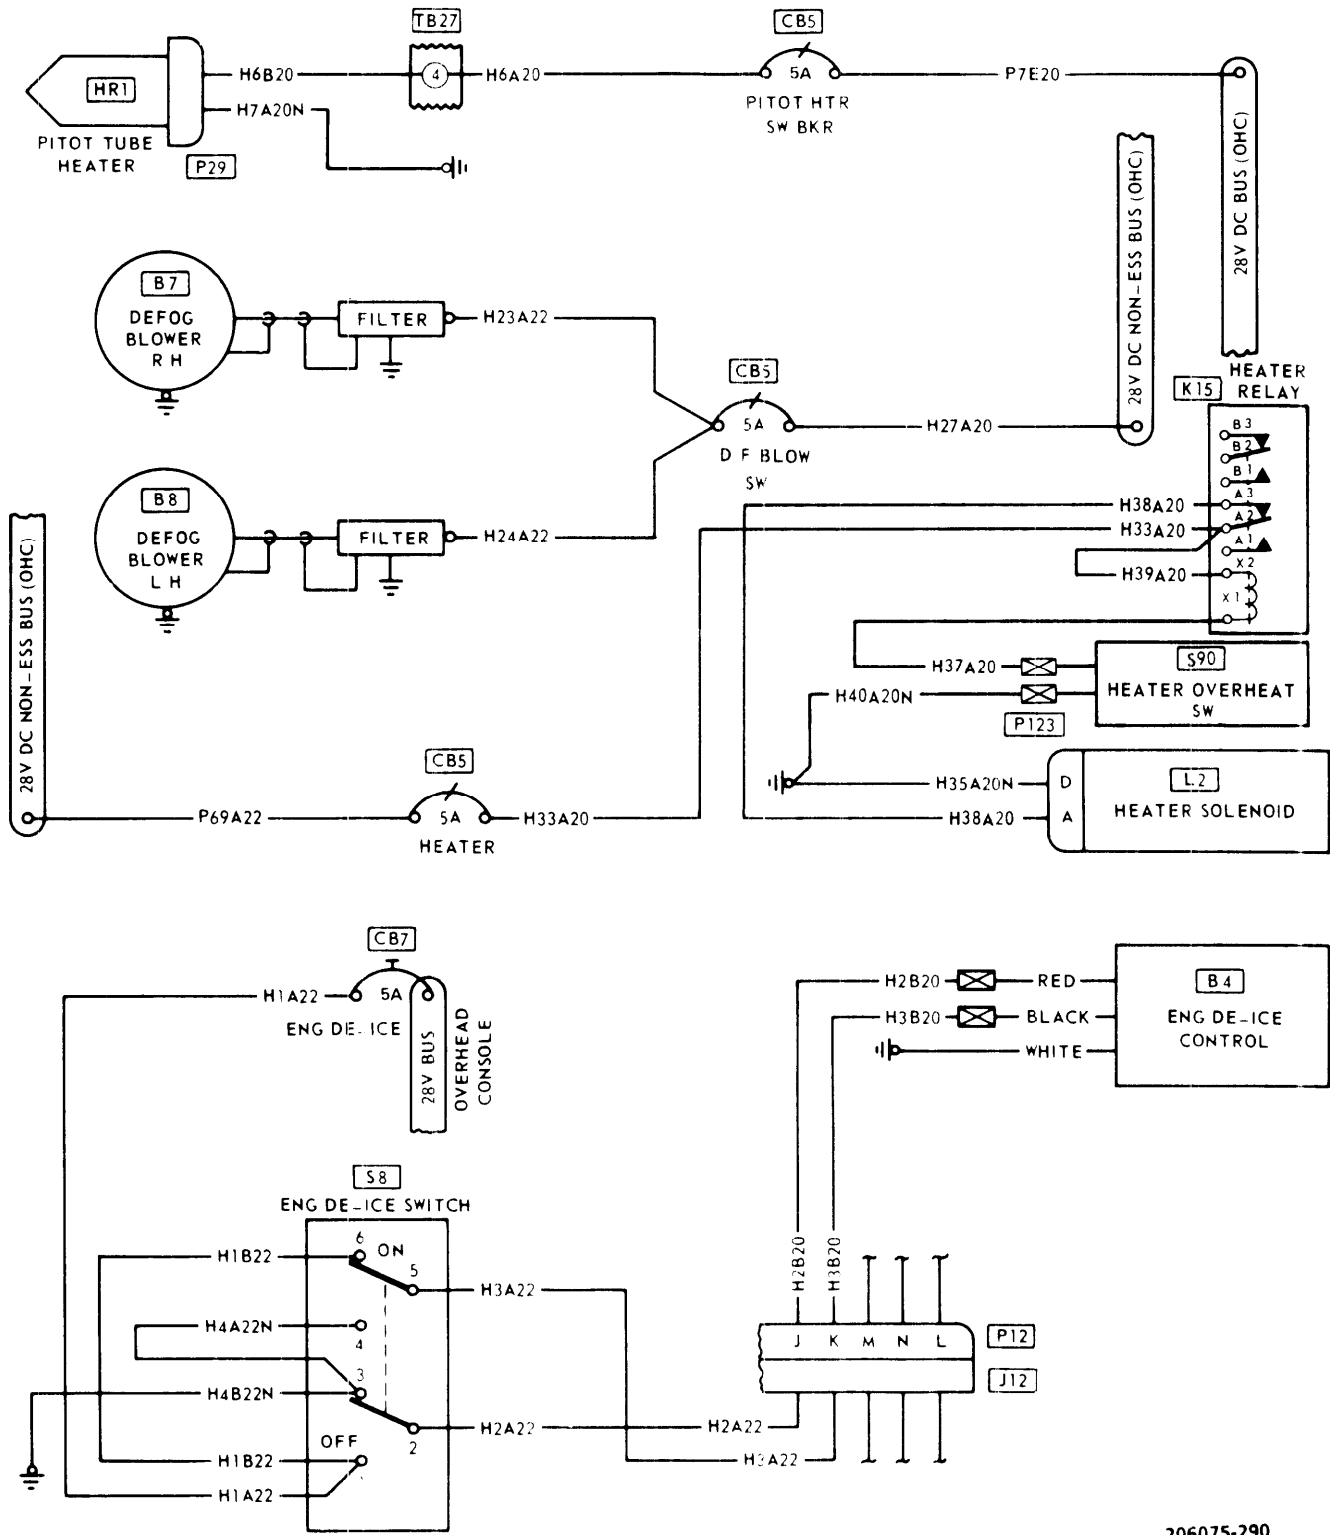 TB27
CB5
HR1
H6B20
4
H6A20
5A
P7E20
H7A20N
PITOT HTR
SW BKR
PITOT TUBE
HEATER
P29
28V DC NON-ESS BUS (OHC)
28V DC BUS (OHC)
B7
DEFOG
BLOWER
R H
FILTER
H23A22
CB5
5A
H27A20
D F BLOW
SW
HEATER
RELAY
K15
B3
B2
B1
A3
A2
A1
X2
X1
H38A20
H33A20
H39A20
B8
DEFOG
BLOWER
L H
FILTER
H24A22
28V DC NON-ESS BUS (OHC)
H37A20
S90
HEATER OVERHEAT
SW
H40A20N
P123
CB5
P69A22
5A
H33A20
HEATER
H35A20N
D
L2
HEATER SOLENOID
H38A20
A
CB7
H1A22
5A
ENG DE-ICE
28V BUS
OVERHEAD
CONSOLE
H2B20
RED
B4
H3B20
BLACK
ENG DE-ICE
CONTROL
WHITE
S8
ENG DE-ICE SWITCH
6
ON
5
H1B22
H3A22
H4A22N
4
3
H4B22N
H2A22
2
OFF
H1B22
H1A22
H2B20
H3B20
J
K
M
N
L
P12
J12
H2A22
H3A22
206075-290